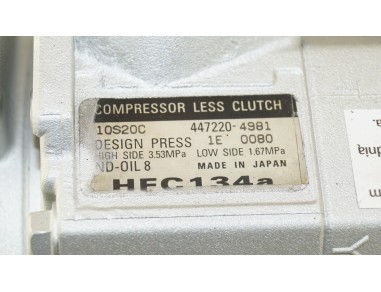 COMPRESSOR LESS CLUTCH
10S20C 447220-4981
DESIGN PRESS 1E 0080
HIGH SIDE 3.53MPa LOW SIDE 1.67MPa
ND-OIL 8 MADE IN JAPAN
HFC134a